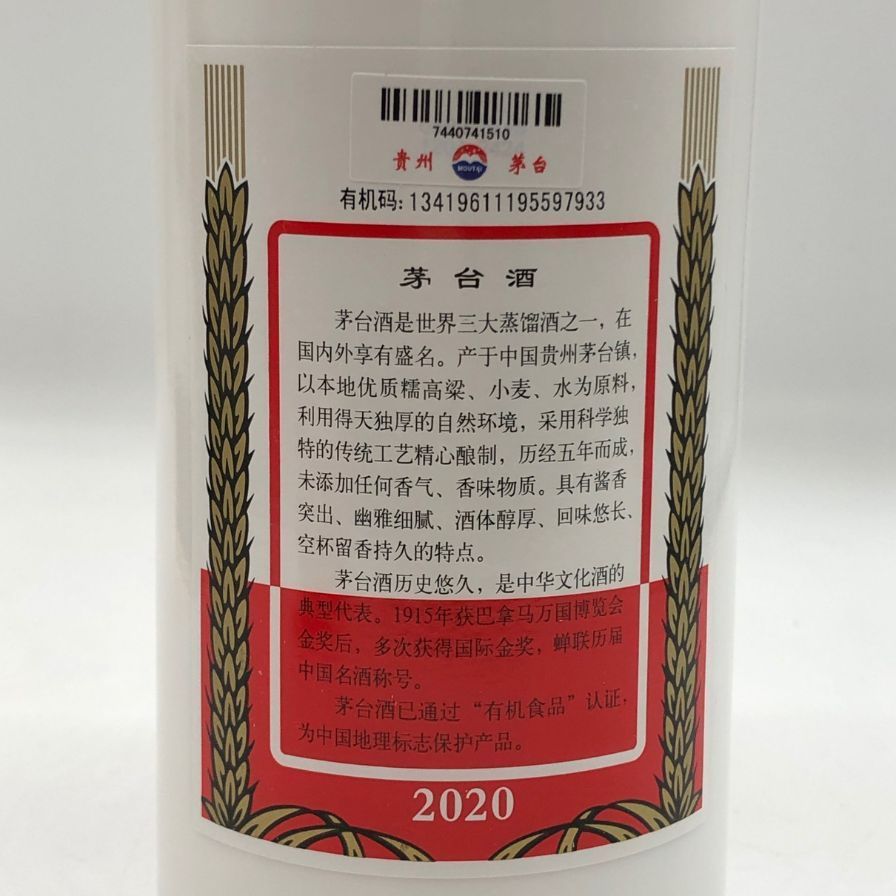 7440741510
贵州 MOUTAI 茅台
有机码:13419611195597933
茅台酒
茅台酒是世界三大蒸馏酒之一，在
国内外享有盛名。产于中国贵州茅台镇，
以本地优质糯高粱、小麦、水为原料，
利用得天独厚的自然环境，采用科学独
特的传统工艺精心酿制，历经五年而成，
未添加任何香气、香味物质。具有酱香
突出、幽雅细腻、酒体醇厚、回味悠长、
空杯留香持久的特点。
茅台酒历史悠久，是中华文化酒的
典型代表。1915年获巴拿马万国博览会
金奖后，多次获得国际金奖，蝉联历届
中国名酒称号。
茅台酒已通过“有机食品”认证，
为中国地理标志保护产品。
2020